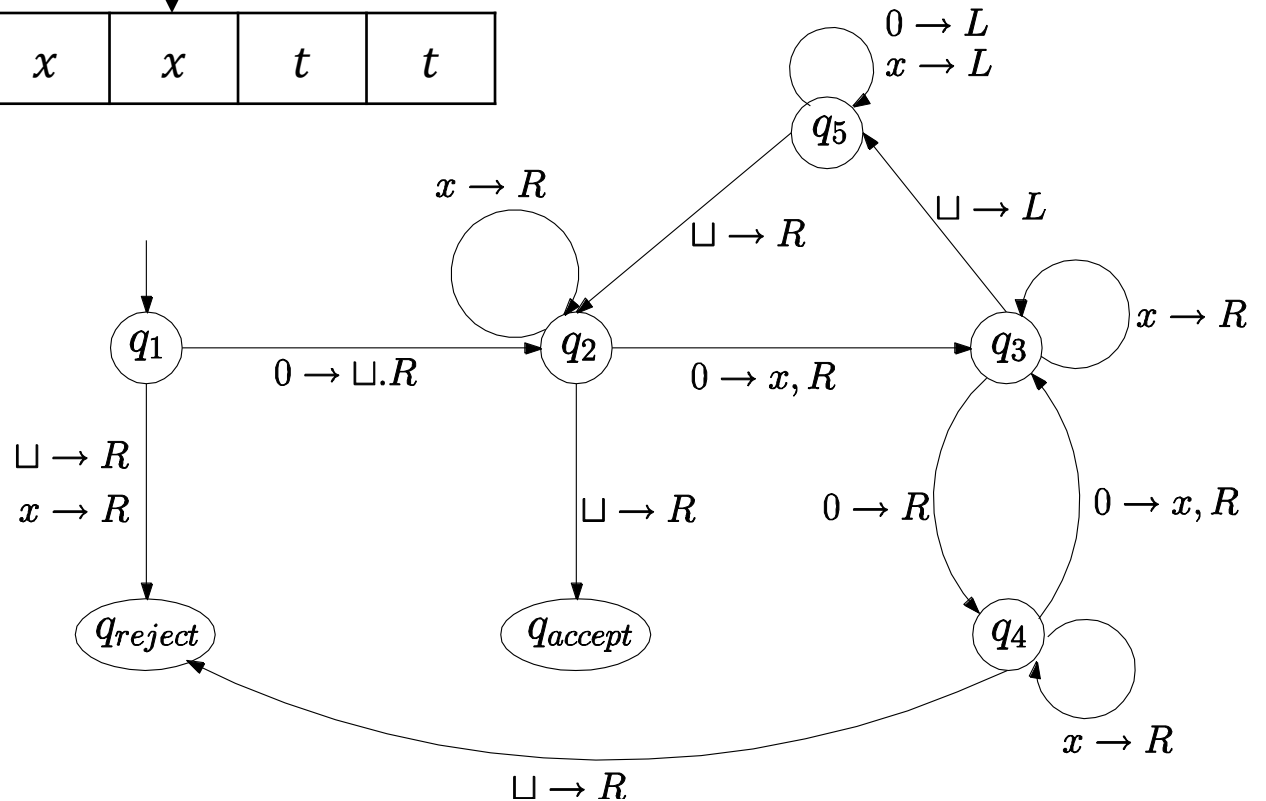 x x t t
0 → L
x → L
q5
x → R
⊔ → R
⊔ → L
q1
0 → ⊔.R
q2
0 → x, R
q3
x → R
⊔ → R
x → R
⊔ → R
0 → R
0 → x, R
qreject
qaccept
q4
x → R
⊔ → R